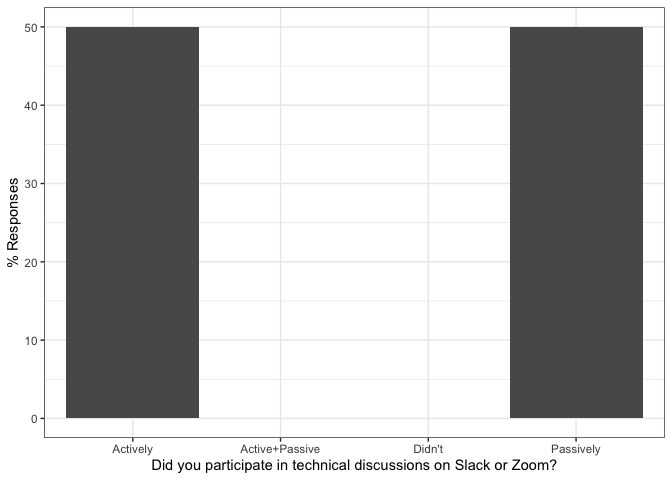 % Responses
50
40
30
20
10
0
Actively Active+Passive Didn't Passively
Did you participate in technical discussions on Slack or Zoom?